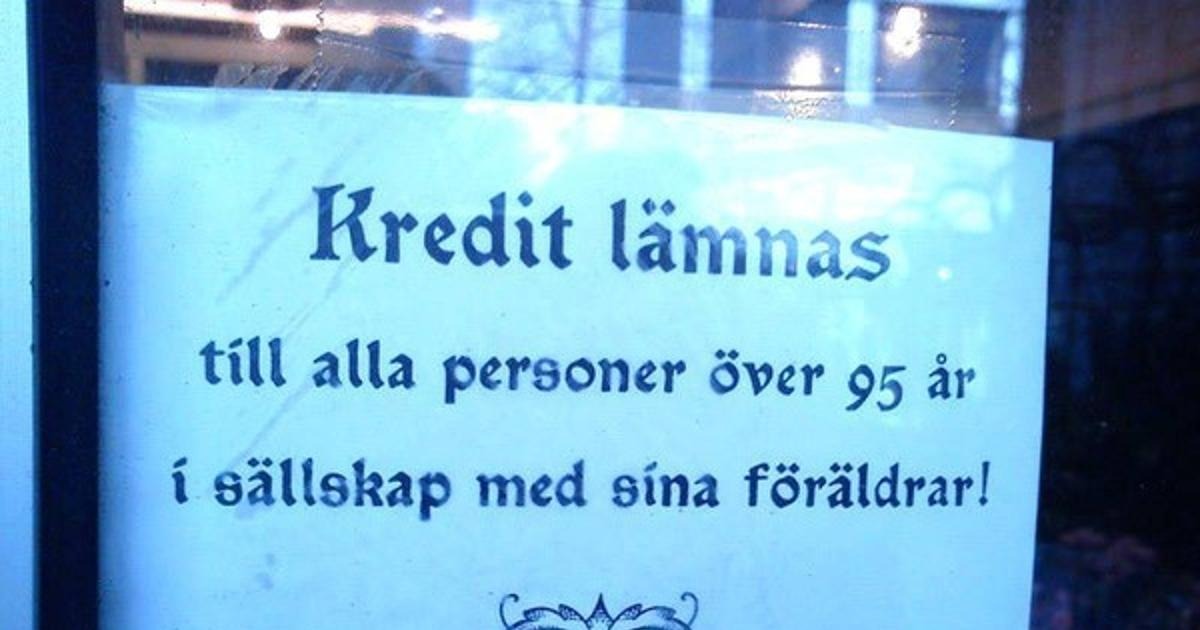 Kredit lämnas
till alla personer över 95 år
i sällskap med sina föräldrar!